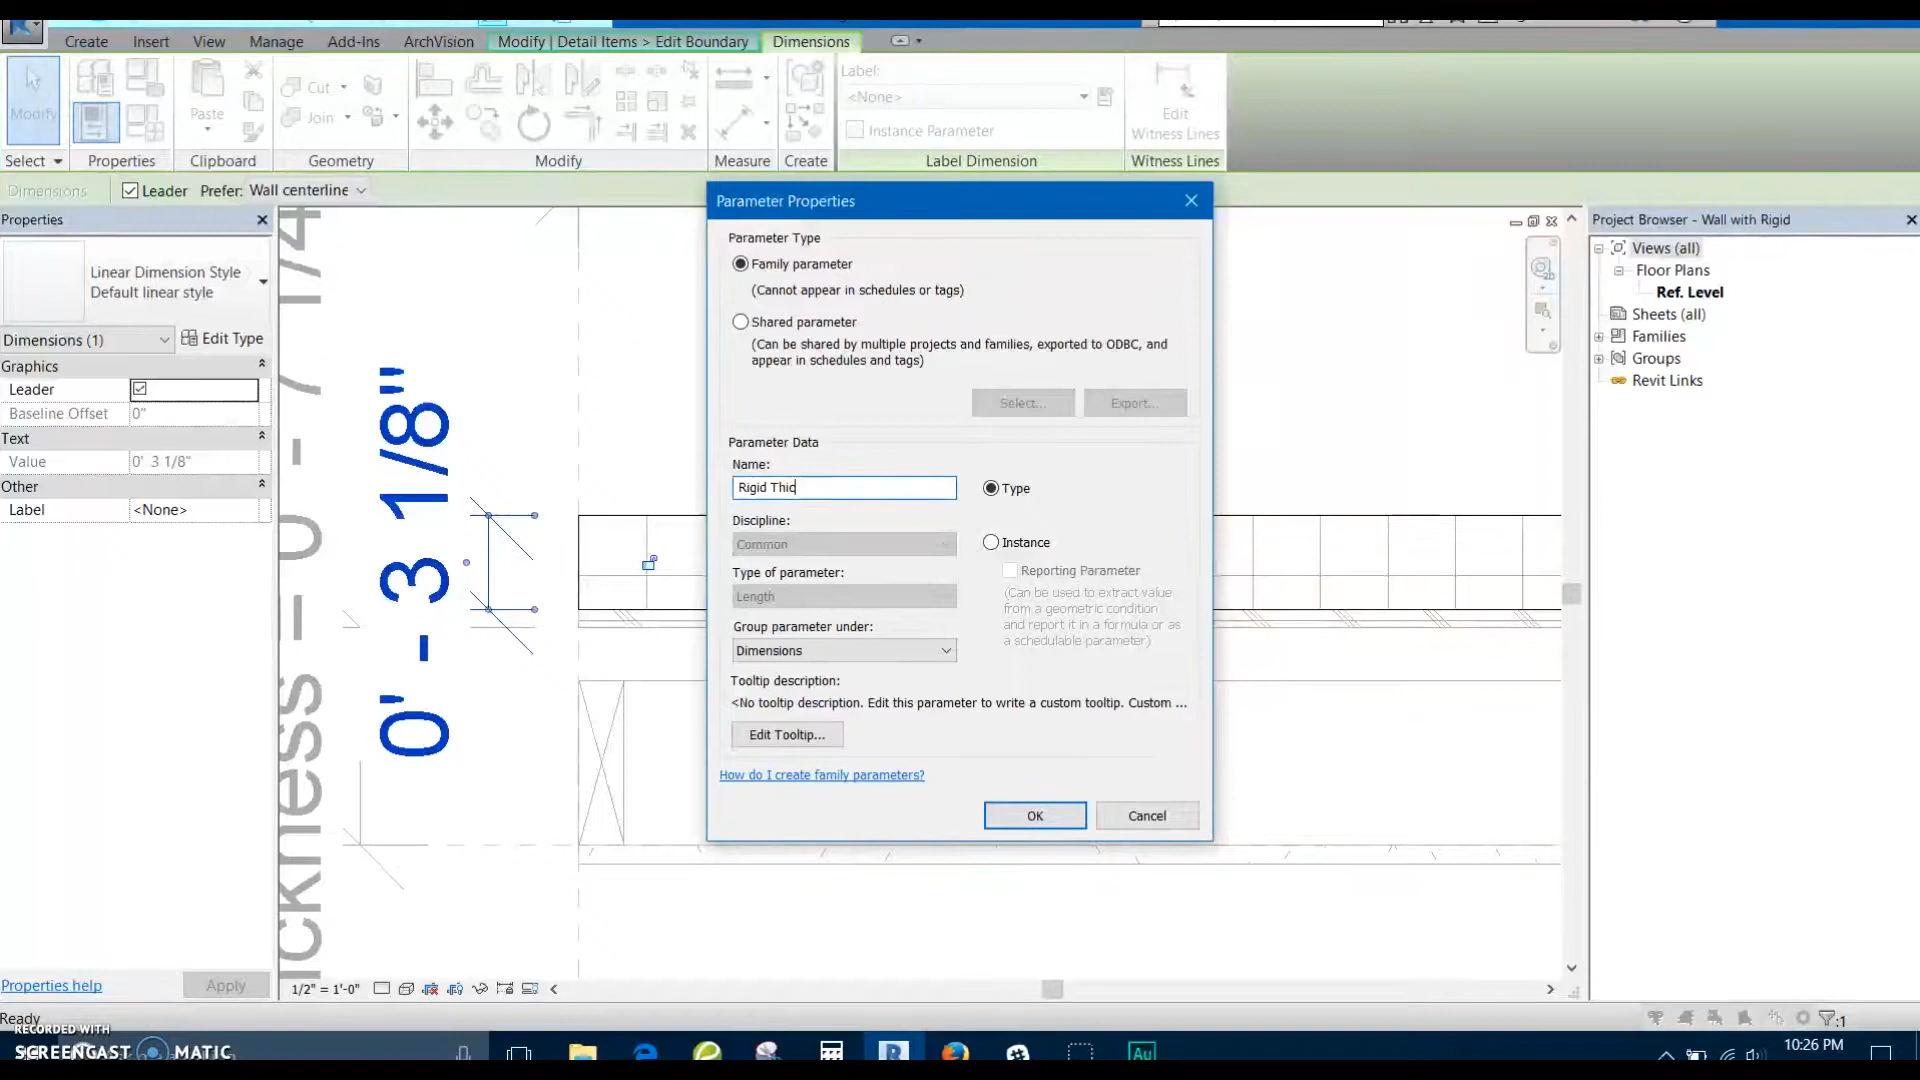 Create Insert View Manage Add-Ins ArchVision Modify | Detail Items > Edit Boundary Dimensions
Modify
Paste
Cut
Join
Label:
<None>
Instance Parameter
Edit
Witness Lines
Select Properties Clipboard Geometry Modify Measure Create Label Dimension Witness Lines
Dimensions Leader Prefer: Wall centerline
Properties
Linear Dimension Style
Default linear style
Dimensions (1) Edit Type
Graphics
Leader
Baseline Offset 0"
Text
Value 0' 3 1/8"
Other
Label <None>
Properties help Apply
ckness = 0' - 7 1/4
0' - 3 1/8"
Parameter Properties
Parameter Type
Family parameter
(Cannot appear in schedules or tags)
Shared parameter
(Can be shared by multiple projects and families, exported to ODBC, and
appear in schedules and tags)
Select... Export...
Parameter Data
Name:
Rigid Thic
Type
Discipline:
Common
Instance
Reporting Parameter
(Can be used to extract value
from a geometric condition
and report it in a formula or as
a schedulable parameter)
Type of parameter:
Length
Group parameter under:
Dimensions
Tooltip description:
<No tooltip description. Edit this parameter to write a custom tooltip. Custom ...
Edit Tooltip...
How do I create family parameters?
OK Cancel
Project Browser - Wall with Rigid
Views (all)
Floor Plans
Ref. Level
Sheets (all)
Families
Groups
Revit Links
1/2" = 1'-0"
Ready
:1
RECORDED WITH
SCREENCAST MATIC
Au
10:26 PM